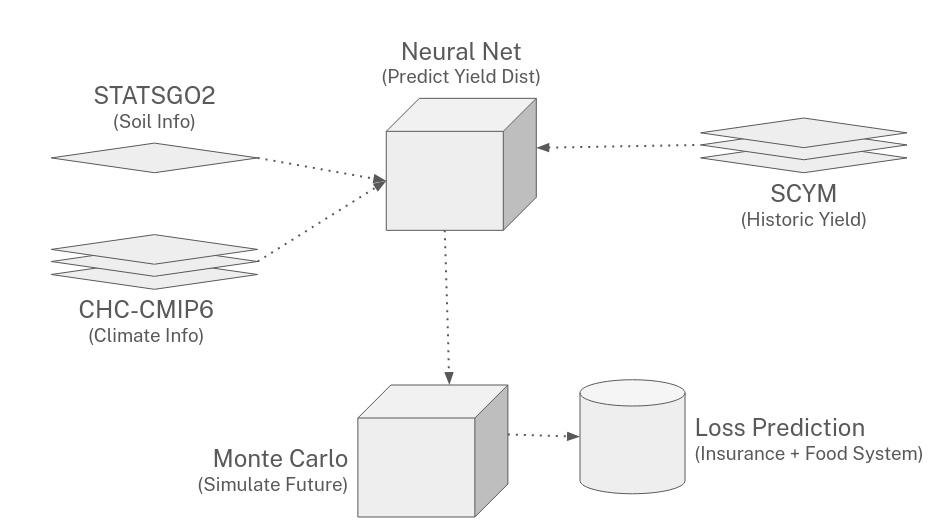 Neural Net
(Predict Yield Dist)
STATSGO2
(Soil Info)
SCYM
(Historic Yield)
CHC-CMIP6
(Climate Info)
Monte Carlo
(Simulate Future)
Loss Prediction
(Insurance + Food System)